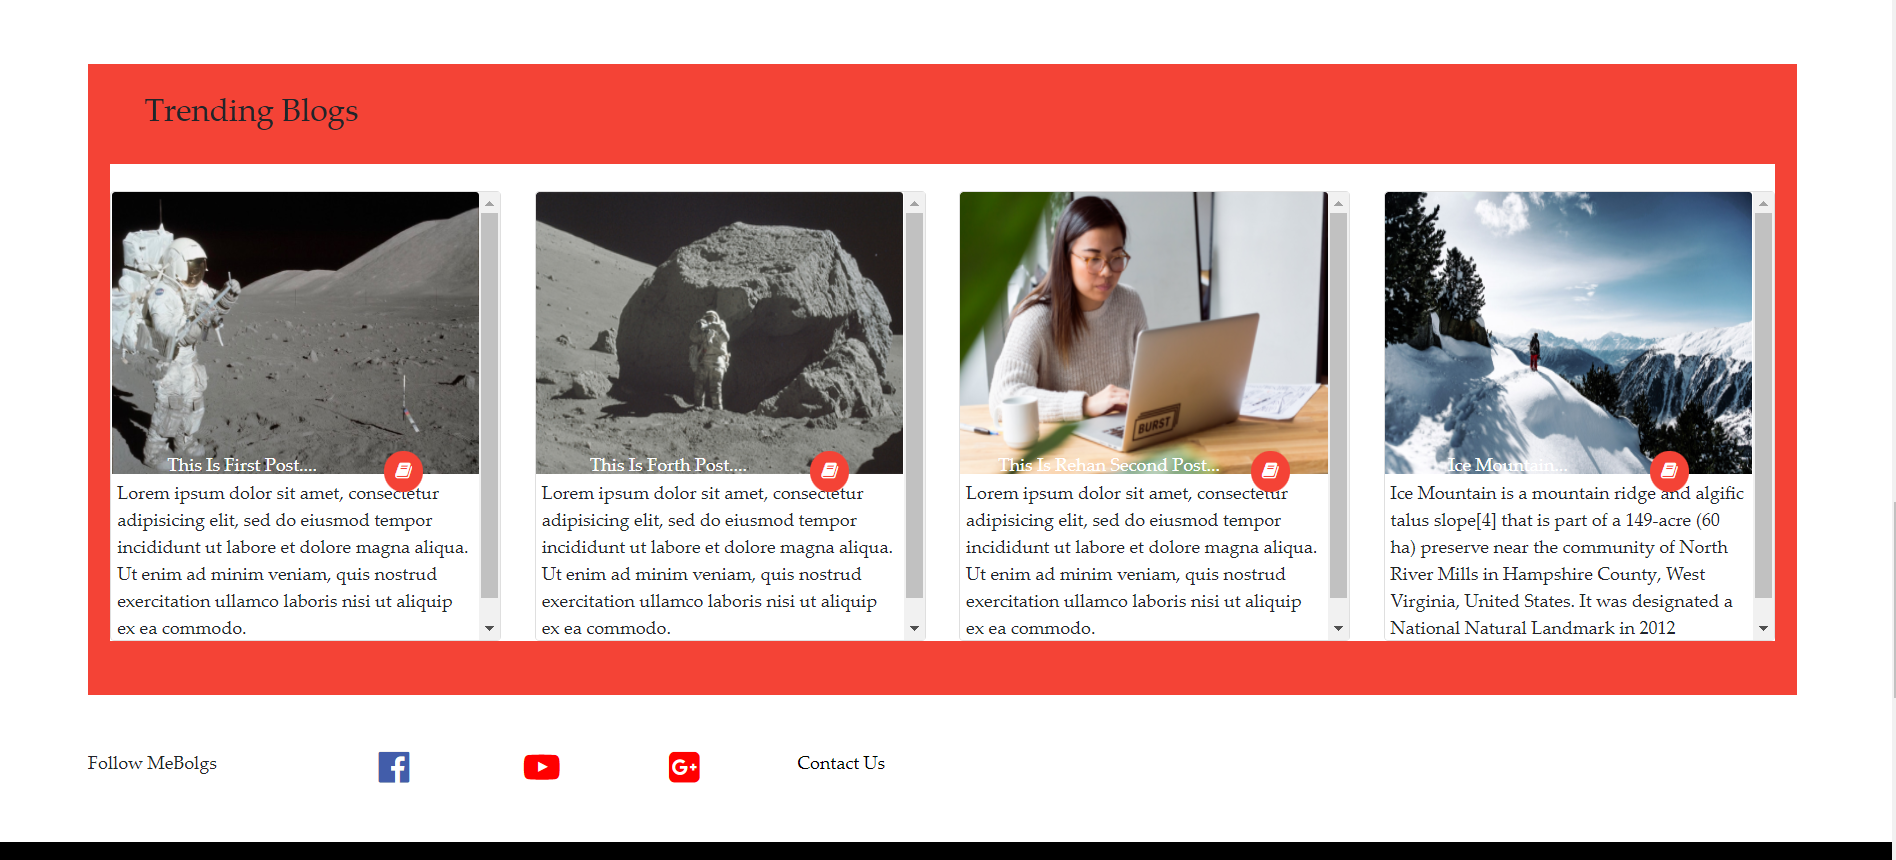 Trending Blogs
This Is First Post....
Lorem ipsum dolor sit amet, consectetur
adipisicing elit, sed do eiusmod tempor
incididunt ut labore et dolore magna aliqua.
Ut enim ad minim veniam, quis nostrud
exercitation ullamco laboris nisi ut aliquip
ex ea commodo.
This Is Forth Post....
Lorem ipsum dolor sit amet, consectetur
adipisicing elit, sed do eiusmod tempor
incididunt ut labore et dolore magna aliqua.
Ut enim ad minim veniam, quis nostrud
exercitation ullamco laboris nisi ut aliquip
ex ea commodo.
BURST
This Is Rehan Second Post...
Lorem ipsum dolor sit amet, consectetur
adipisicing elit, sed do eiusmod tempor
incididunt ut labore et dolore magna aliqua.
Ut enim ad minim veniam, quis nostrud
exercitation ullamco laboris nisi ut aliquip
ex ea commodo.
Ice Mountain...
Ice Mountain is a mountain ridge and algific
talus slope[4] that is part of a 149-acre (60
ha) preserve near the community of North
River Mills in Hampshire County, West
Virginia, United States. It was designated a
National Natural Landmark in 2012
Follow MeBolgs
G+
Contact Us